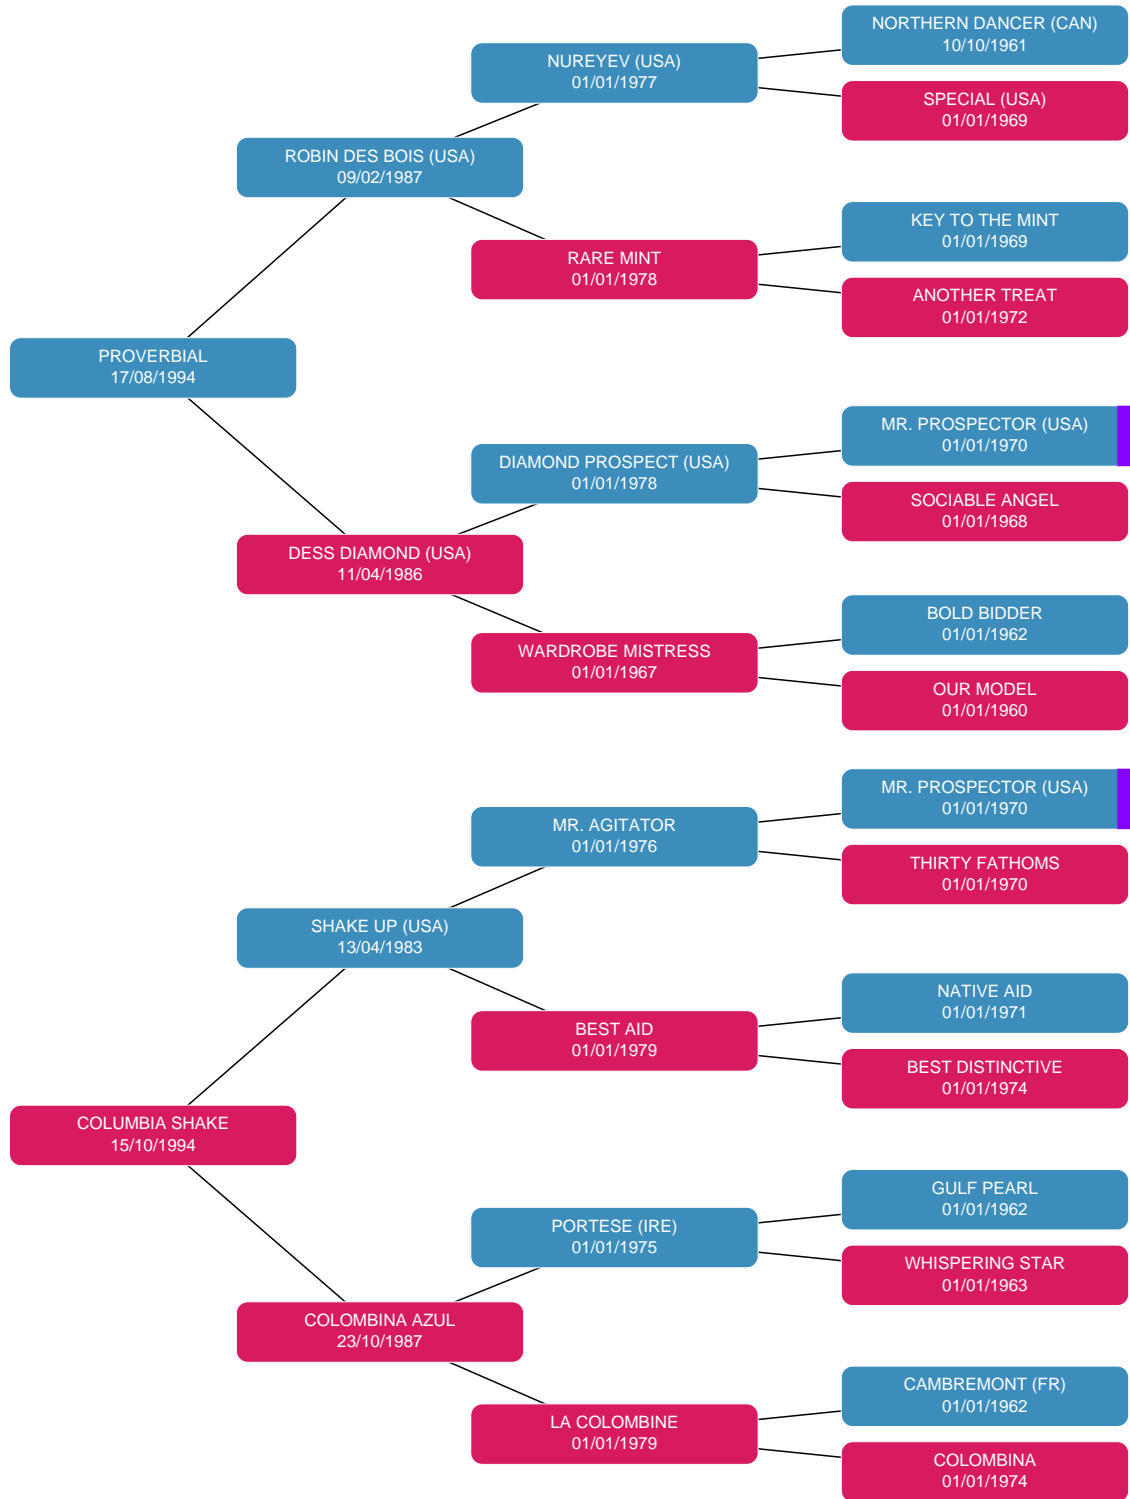 NORTHERN DANCER (CAN)
10/10/1961
NUREYEV (USA)
01/01/1977
SPECIAL (USA)
01/01/1969
ROBIN DES BOIS (USA)
09/02/1987
KEY TO THE MINT
01/01/1969
RARE MINT
01/01/1978
ANOTHER TREAT
01/01/1972
PROVERBIAL
17/08/1994
MR. PROSPECTOR (USA)
01/01/1970
DIAMOND PROSPECT (USA)
01/01/1978
SOCIABLE ANGEL
01/01/1968
DESS DIAMOND (USA)
11/04/1986
BOLD BIDDER
01/01/1962
WARDROBE MISTRESS
01/01/1967
OUR MODEL
01/01/1960
MR. PROSPECTOR (USA)
01/01/1970
MR. AGITATOR
01/01/1976
THIRTY FATHOMS
01/01/1970
SHAKE UP (USA)
13/04/1983
NATIVE AID
01/01/1971
BEST AID
01/01/1979
BEST DISTINCTIVE
01/01/1974
COLUMBIA SHAKE
15/10/1994
GULF PEARL
01/01/1962
PORTESE (IRE)
01/01/1975
WHISPERING STAR
01/01/1963
COLOMBINA AZUL
23/10/1987
CAMBREMONT (FR)
01/01/1962
LA COLOMBINE
01/01/1979
COLOMBINA
01/01/1974